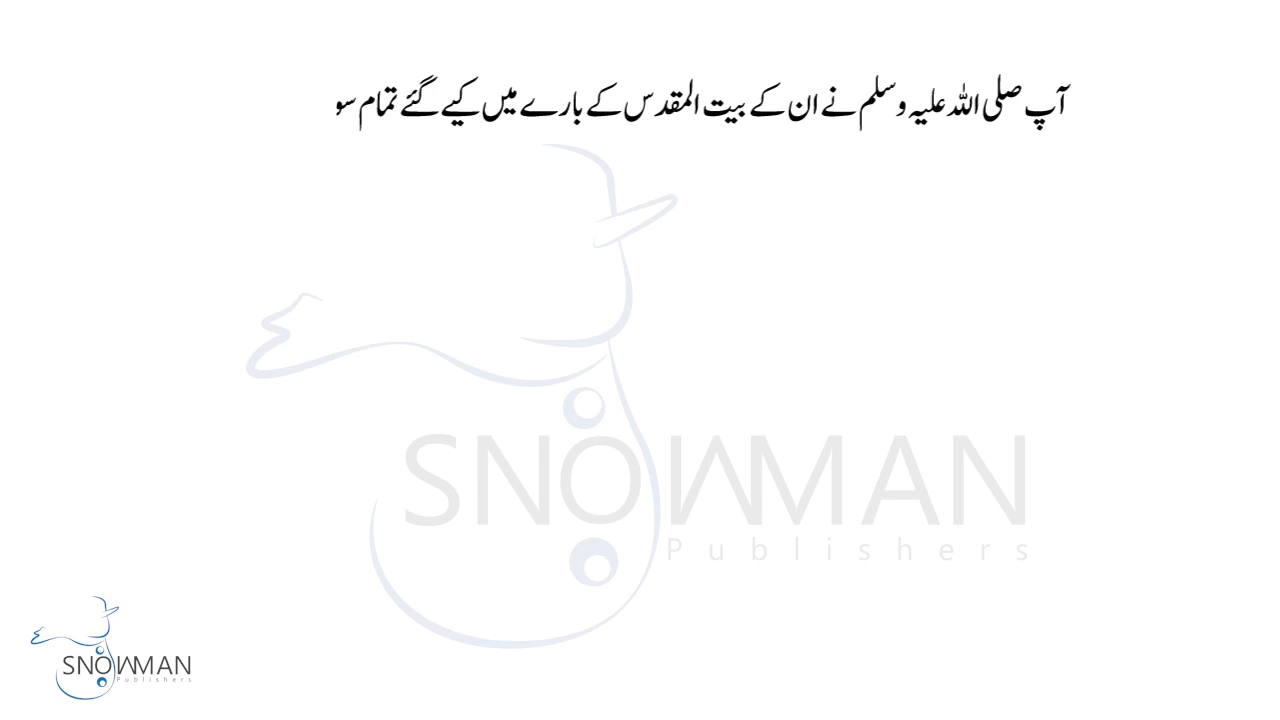 آپ صلی اللہ علیہ وسلم نے ان کے بیت المقدس کے بارے میں کیے گئے تمام سو
SNOWMAN
Publishers
SNOWMAN
Publishers